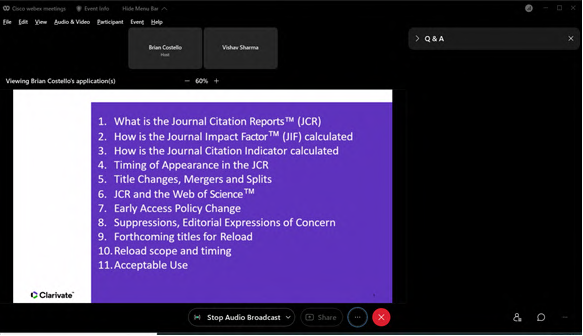 Cisco webex meetings Event Info Hide Menu Bar
File Edit View Audio & Video Participant Event Help
Brian Costello
Host
Vishav Sharma
Q & A
Viewing Brian Costello's application(s) 60%
1. What is the Journal Citation Reports™ (JCR)
2. How is the Journal Impact Factor™ (JIF) calculated
3. How is the Journal Citation Indicator calculated
4. Timing of Appearance in the JCR
5. Title Changes, Mergers and Splits
6. JCR and the Web of Science™
7. Early Access Policy Change
8. Suppressions, Editorial Expressions of Concern
9. Forthcoming titles for Reload
10. Reload scope and timing
11. Acceptable Use
Clarivate™
Stop Audio Broadcast Share